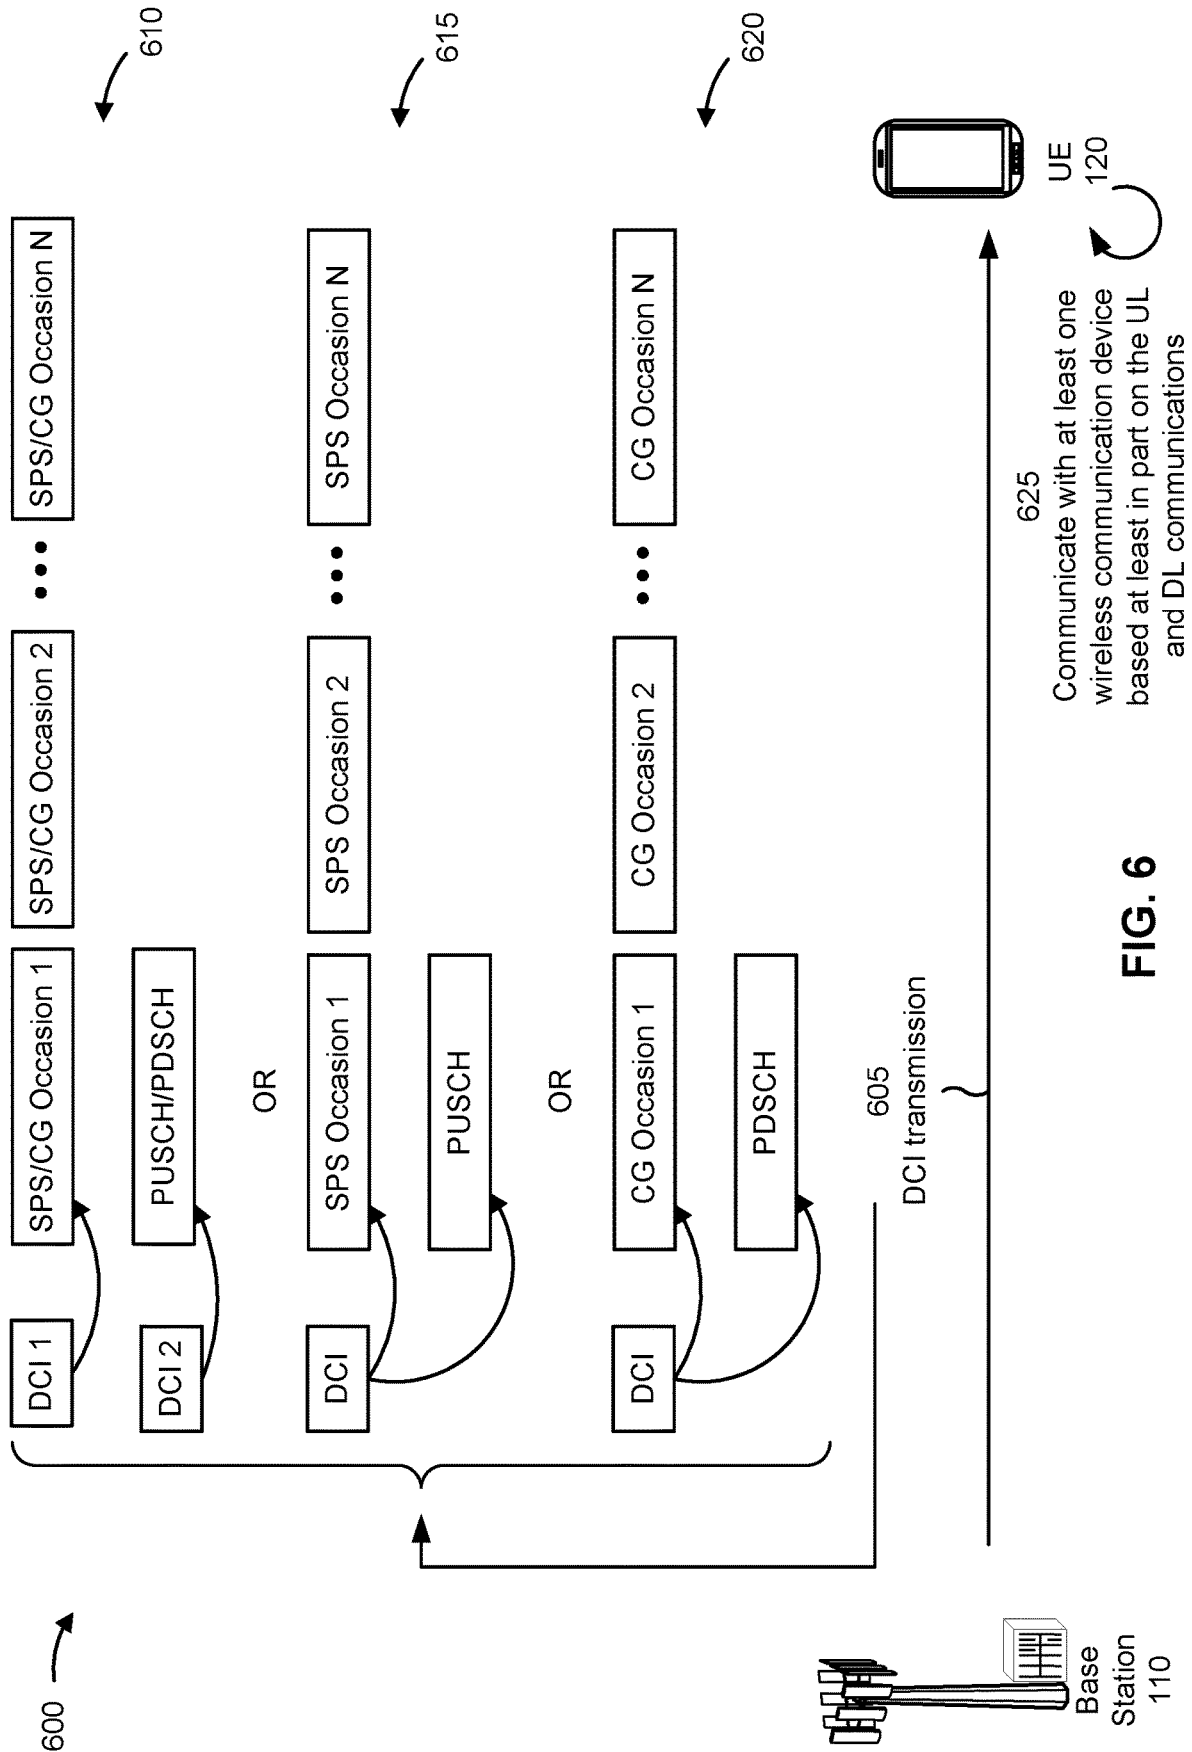 600
DCI 1
SPS/CG Occasion 1
SPS/CG Occasion 2
SPS/CG Occasion N
610
DCI 2
PUSCH/PDSCH
OR
DCI
SPS Occasion 1
SPS Occasion 2
SPS Occasion N
615
PUSCH
OR
DCI
CG Occasion 1
CG Occasion 2
CG Occasion N
620
PDSCH
605
DCI transmission
Base
Station
110
UE
120
625
Communicate with at least one
wireless communication device
based at least in part on the UL
and DL communications
FIG. 6